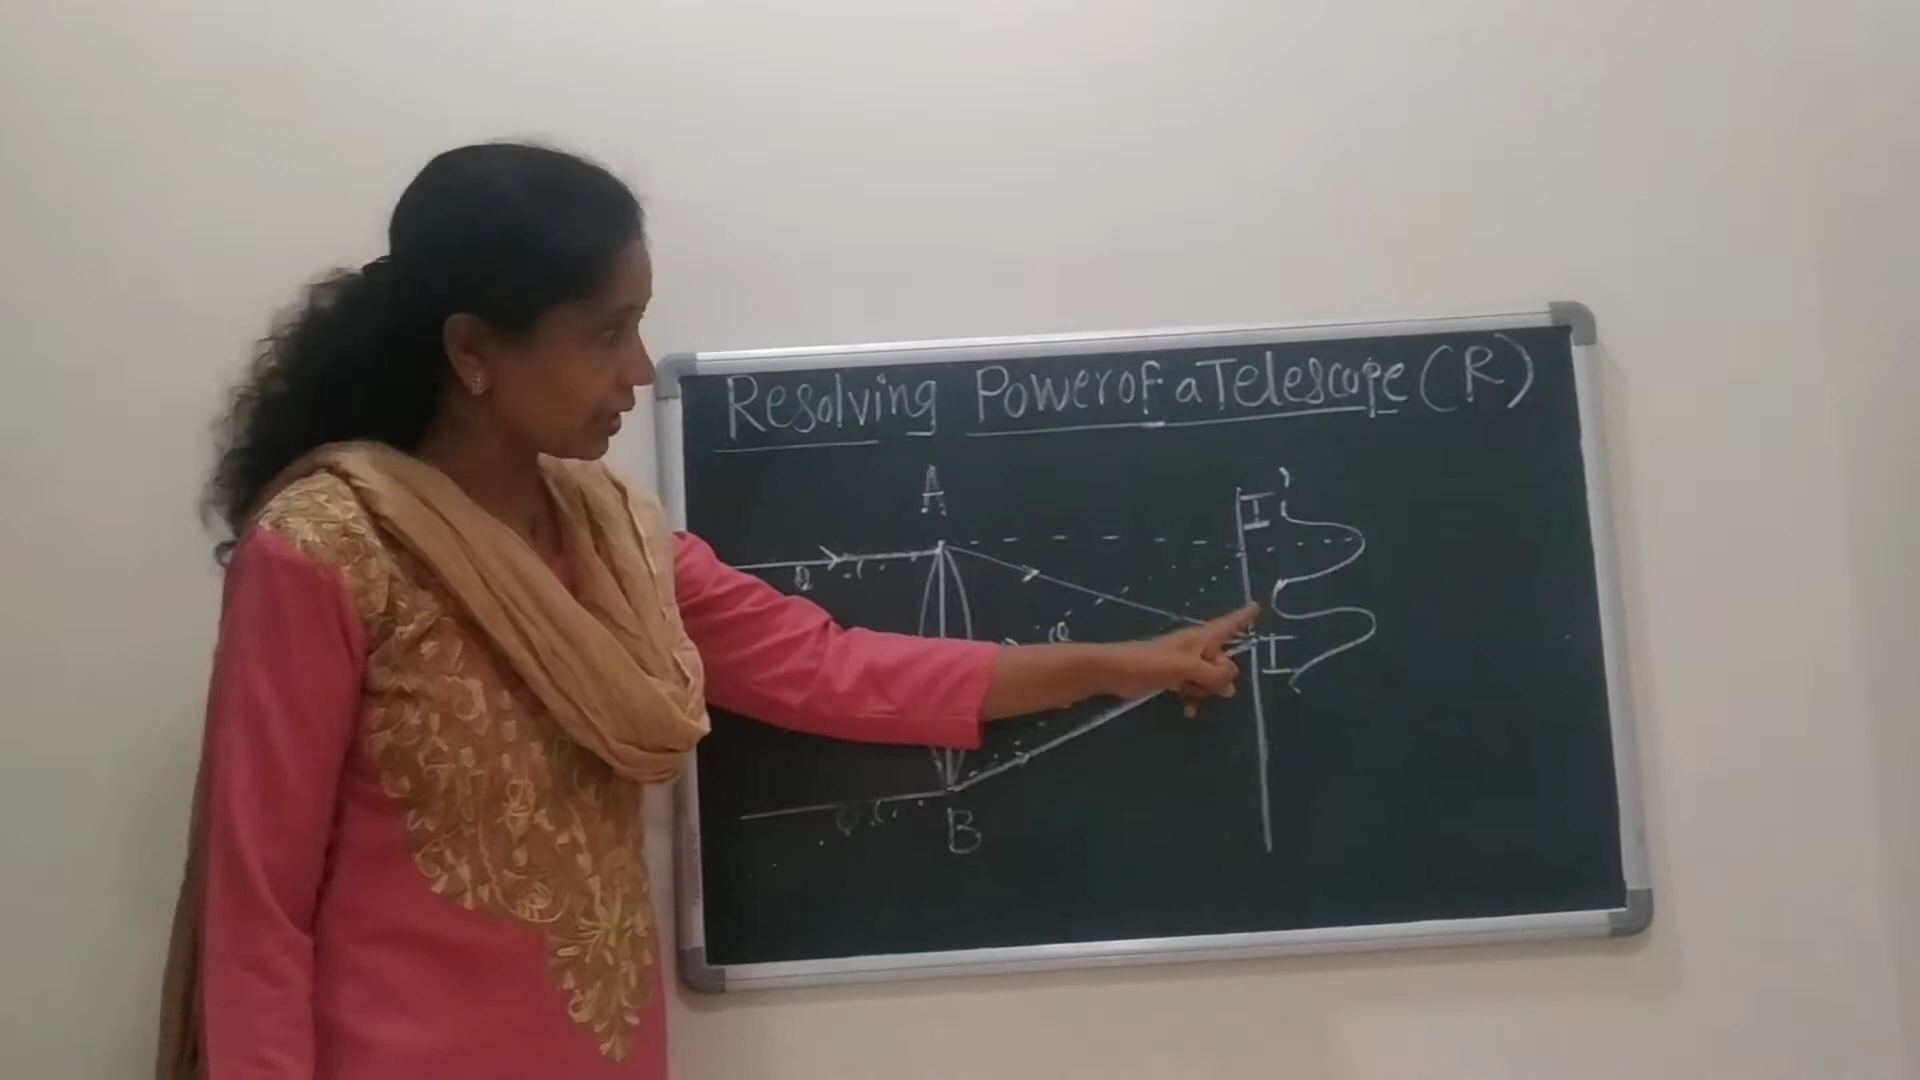 Resolving Power of a Telescope (R)
A
I'
θ
θ
I
B